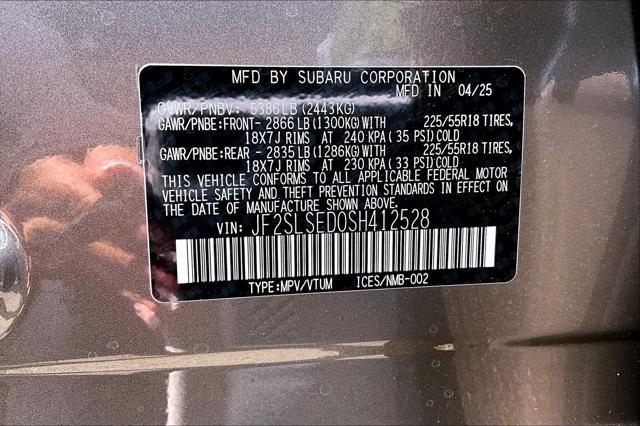 MFD BY SUBARU CORPORATION
MFD IN 04/25
GVWR/PNBV: 5386LB (2443KG)
GAWR/PNBE:FRONT- 2866 LB (1300KG) WITH 225/55R18 TIRES,
18X7J RIMS AT 240 KPA ( 35 PSI) COLD
GAWR/PNBE:REAR - 2835 LB (1286KG) WITH 225/55R18 TIRES,
18X7J RIMS AT 230 KPA ( 33 PSI) COLD
THIS VEHICLE CONFORMS TO ALL APPLICABLE FEDERAL MOTOR
VEHICLE SAFETY AND THEFT PREVENTION STANDARDS IN EFFECT ON
THE DATE OF MANUFACTURE SHOWN ABOVE.
VIN: JF2SLSED0SH412528
TYPE:MPV/VTUM ICES/NMB-002